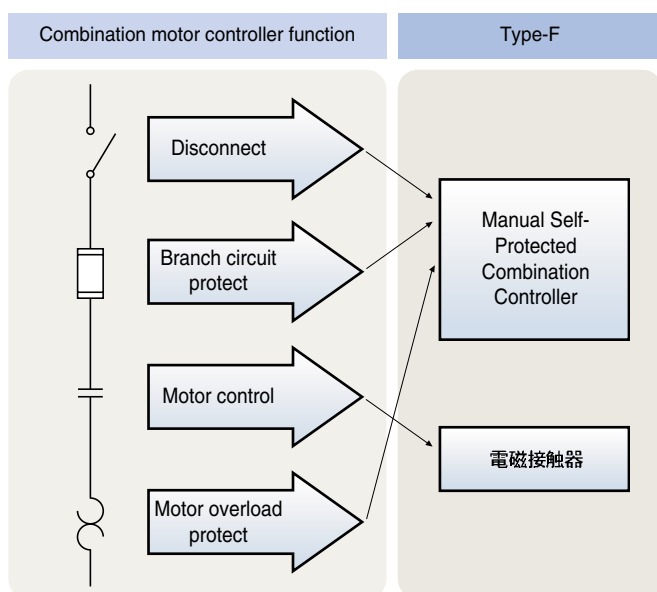 Combination motor controller function
Type-F
Disconnect
Branch circuit
protect
Motor control
Motor overload
protect
Manual Self-
Protected
Combination
Controller
電磁接触器